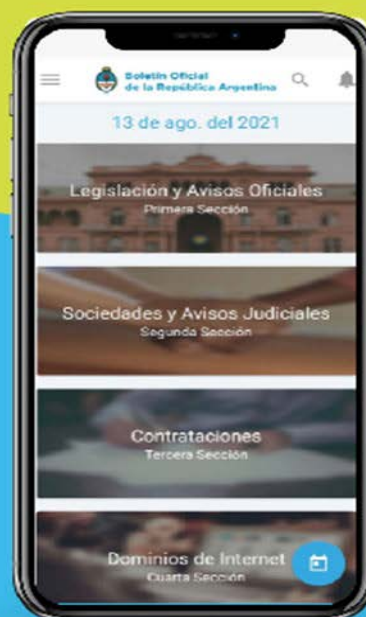 Boletín Oficial
de la República Argentina
13 de ago. del 2021
Legislación y Avisos Oficiales
Primera Sección
Sociedades y Avisos Judiciales
Segunda Sección
Contrataciones
Tercera Sección
Dominios de Internet
Cuarta Sección